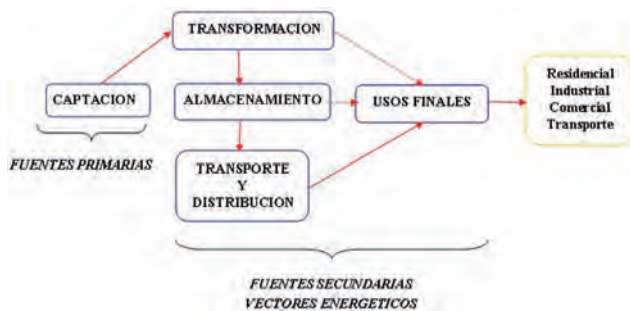 TRANSFORMACION
CAPTACION
ALMACENAMIENTO
USOS FINALES
Residencial
Industrial
Comercial
Transporte
FUENTES PRIMARIAS
TRANSPORTE
Y
DISTRIBUCION
FUENTES SECUNDARIAS
VECTORES ENERGETICOS